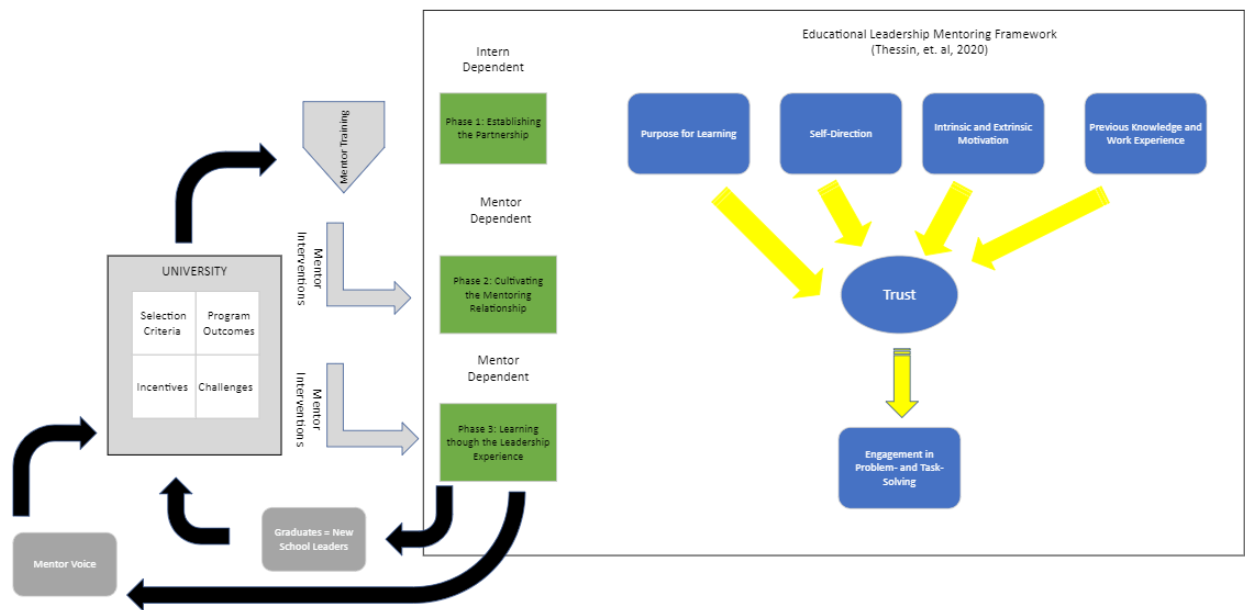 Educational Leadership Mentoring Framework
(Thessin, et. al, 2020)
Intern
Dependent
Phase 1: Establishing
the Partnership
Purpose for Learning
Self-Direction
Intrinsic and Extrinsic
Motivation
Previous Knowledge and
Work Experience
Mentor Training
Mentor
Dependent
Mentor
Interventions
UNIVERSITY
Selection
Criteria
Program
Outcomes
Incentives
Challenges
Phase 2: Cultivating
the Mentoring
Relationship
Trust
Mentor
Dependent
Mentor
Interventions
Phase 3: Learning
though the Leadership
Experience
Engagement in
Problem- and Task-
Solving
Graduates = New
School Leaders
Mentor Voice